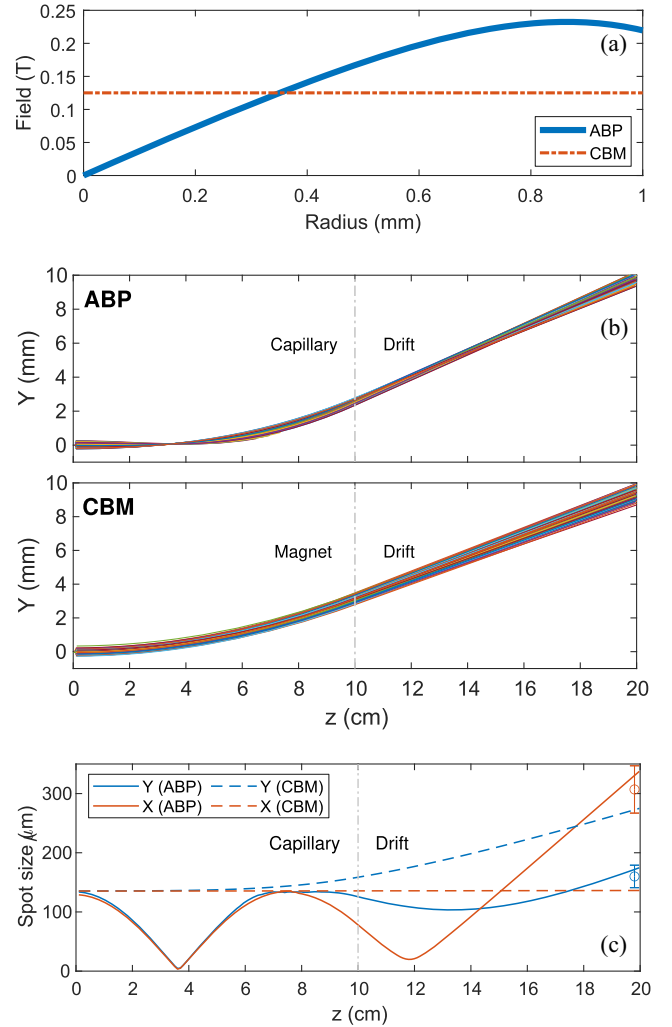 0.25
0.2
0.15
0.1
0.05
0
Field (T)
(a)
ABP
CBM
0 0.2 0.4 0.6 0.8 1
Radius (mm)
10
8
6
4
2
0
Y (mm)
ABP
(b)
Capillary Drift
10
8
6
4
2
0
Y (mm)
CBM
Magnet Drift
0 2 4 6 8 10 12 14 16 18 20
z (cm)
300
200
100
0
Spot size μm)
Y (ABP) Y (CBM)
X (ABP) X (CBM)
Capillary Drift
(c)
0 2 4 6 8 10 12 14 16 18 20
z (cm)